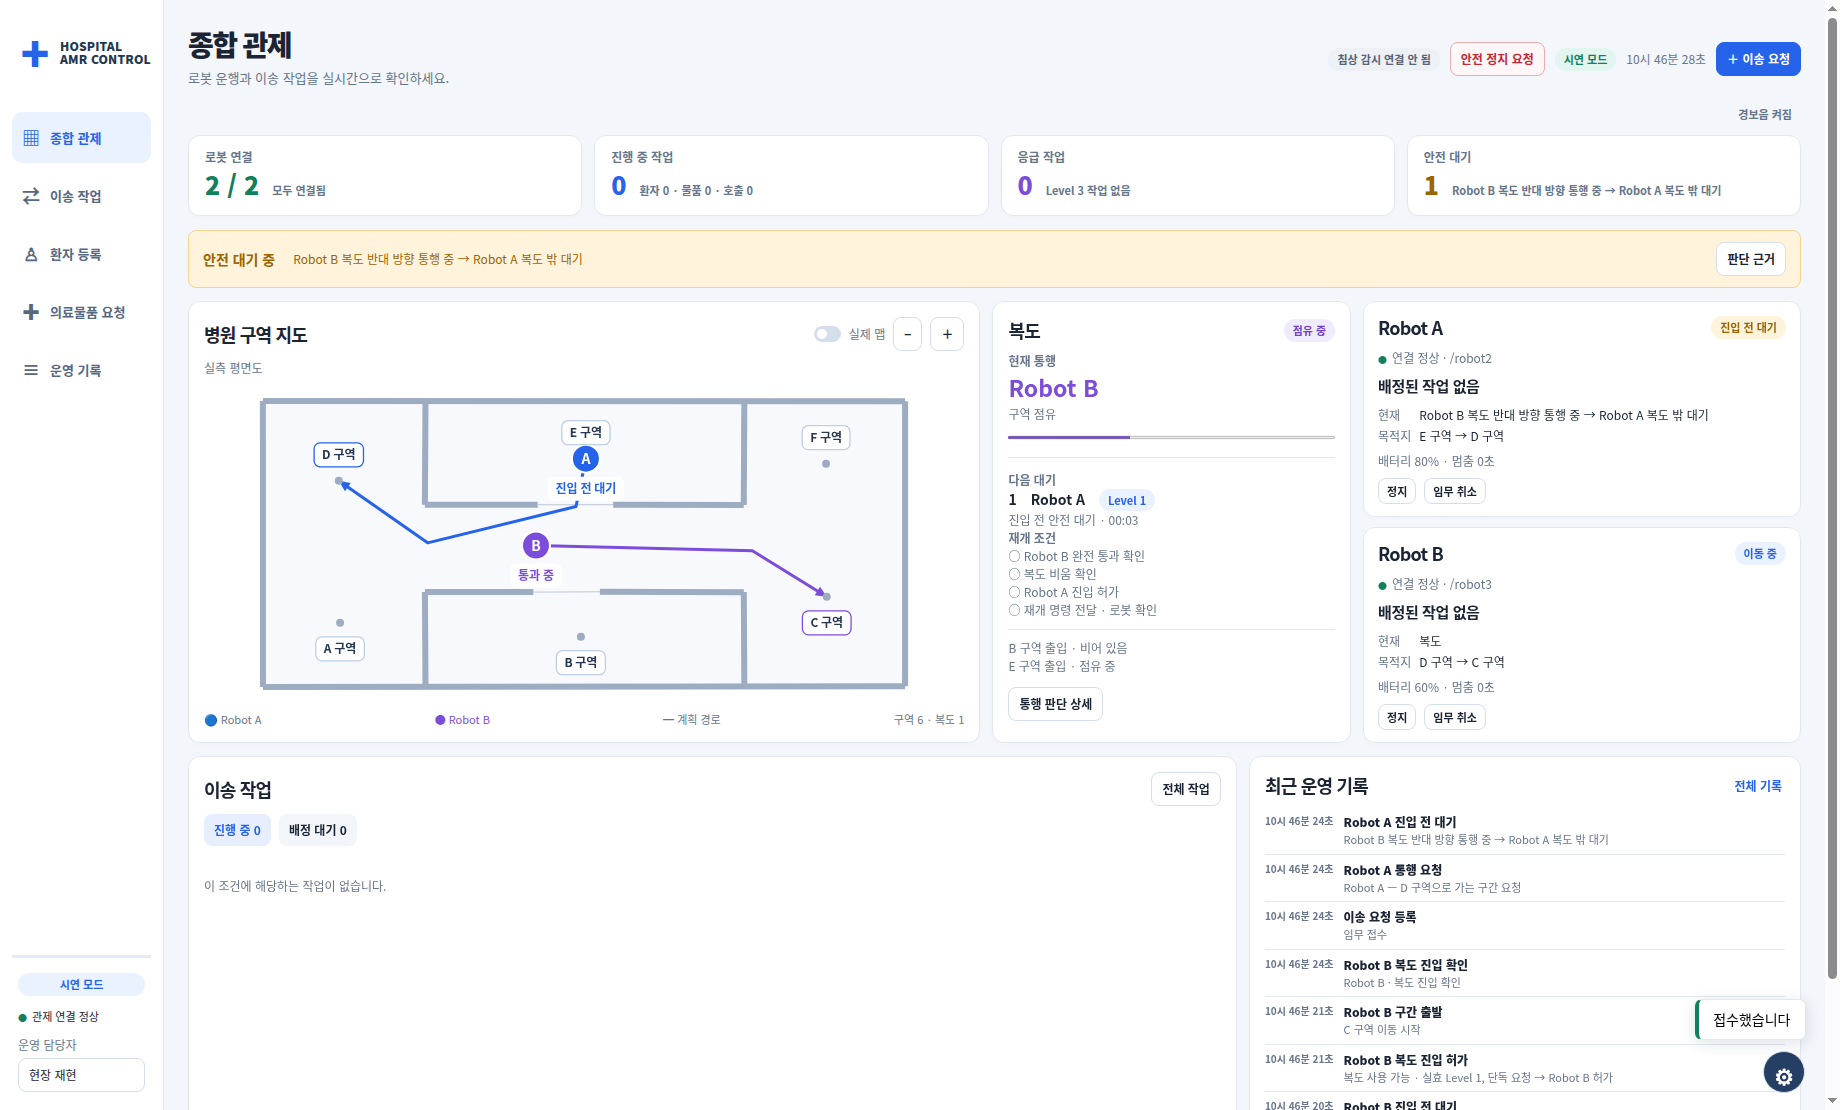 HOSPITAL
AMR CONTROL
종합 관제
이송 작업
환자 등록
의료물품 요청
운영 기록
시연 모드
관제 연결 정상
운영 담당자
현장 재현
종합 관제
로봇 운행과 이송 작업을 실시간으로 확인하세요.
침상 감시 연결 안 됨
안전 정지 요청
시연 모드
10시 46분 28초
+ 이송 요청
경보음 켜짐
로봇 연결
2 / 2 모두 연결됨
진행 중 작업
0 환자 0 · 물품 0 · 호출 0
응급 작업
0 Level 3 작업 없음
안전 대기
1 Robot B 복도 반대 방향 통행 중 → Robot A 복도 밖 대기
안전 대기 중 Robot B 복도 반대 방향 통행 중 → Robot A 복도 밖 대기
판단 근거
병원 구역 지도
실제 맵
−
+
실측 평면도
E 구역
F 구역
D 구역
A
진입 전 대기
B
통과 중
C 구역
A 구역
B 구역
Robot A
Robot B
— 계획 경로
구역 6 · 복도 1
복도
점유 중
현재 통행
Robot B
구역 점유
다음 대기
1 Robot A Level 1
진입 전 안전 대기 · 00:03
재개 조건
○ Robot B 완전 통과 확인
○ 복도 비움 확인
○ Robot A 진입 허가
○ 재개 명령 전달 · 로봇 확인
B 구역 출입 · 비어 있음
E 구역 출입 · 점유 중
통행 판단 상세
Robot A
진입 전 대기
연결 정상 · /robot2
배정된 작업 없음
현재 Robot B 복도 반대 방향 통행 중 → Robot A 복도 밖 대기
목적지 E 구역 → D 구역
배터리 80% · 멈춤 0초
정지
임무 취소
Robot B
이동 중
연결 정상 · /robot3
배정된 작업 없음
현재 복도
목적지 D 구역 → C 구역
배터리 60% · 멈춤 0초
정지
임무 취소
이송 작업
전체 작업
진행 중 0
배정 대기 0
이 조건에 해당하는 작업이 없습니다.
최근 운영 기록
전체 기록
10시 46분 24초 Robot A 진입 전 대기
Robot B 복도 반대 방향 통행 중 → Robot A 복도 밖 대기
10시 46분 24초 Robot A 통행 요청
Robot A — D 구역으로 가는 구간 요청
10시 46분 24초 이송 요청 등록
임무 접수
10시 46분 24초 Robot B 복도 진입 확인
Robot B · 복도 진입 확인
10시 46분 21초 Robot B 구간 출발
C 구역 이동 시작
10시 46분 21초 Robot B 복도 진입 허가
복도 사용 가능 · 실효 Level 1, 단독 요청 → Robot B 허가
10시 46분 20초 Robot B 진입 전 대기
접수했습니다